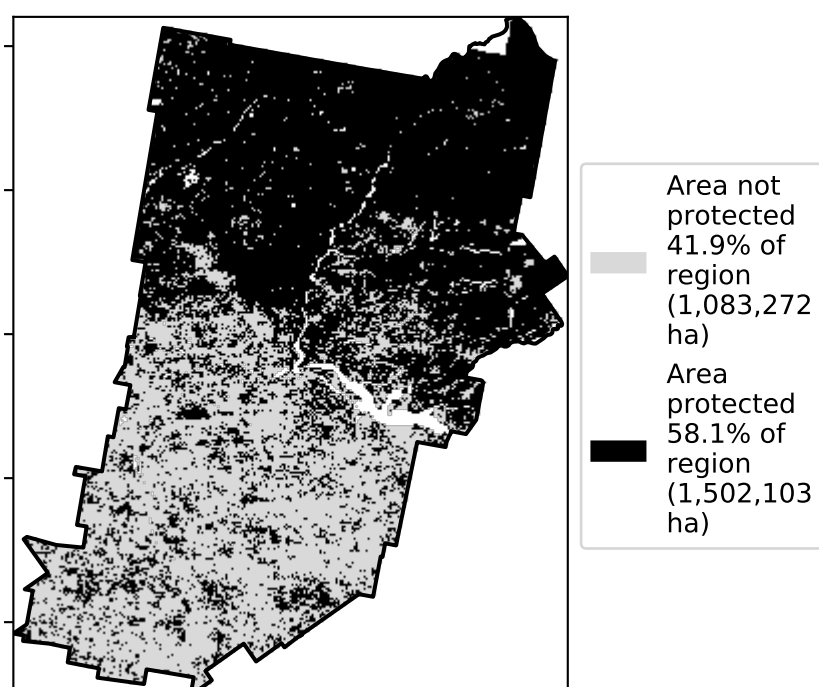 Area not
protected
41.9% of
region
(1,083,272
ha)
Area
protected
58.1% of
region
(1,502,103
ha)